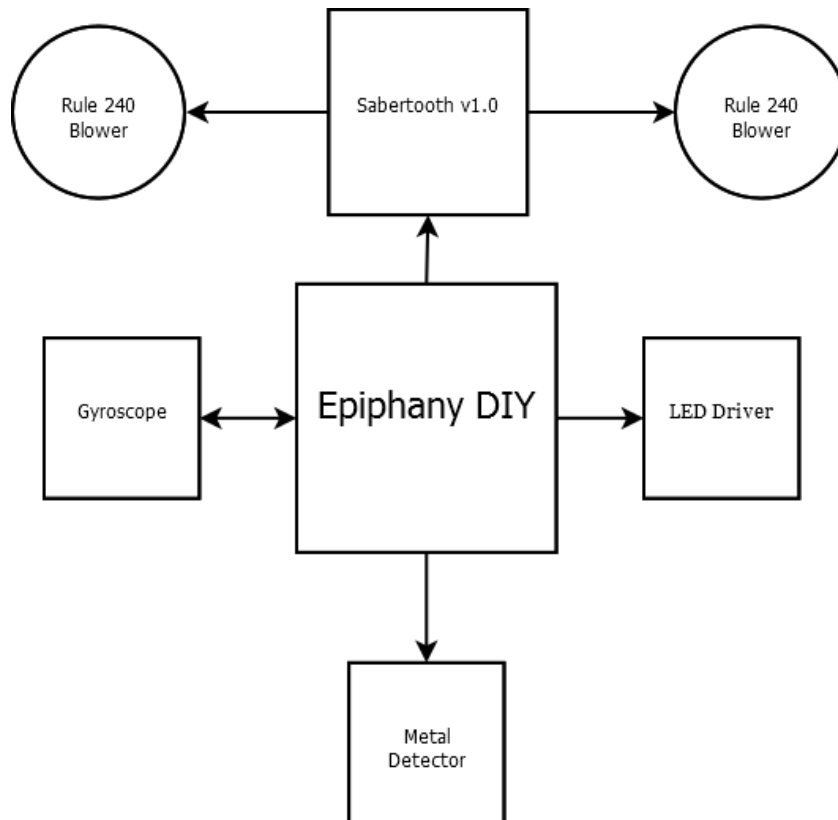 Rule 240
Blower
Sabertooth v1.0
Rule 240
Blower
Gyroscope
Epiphany DIY
LED Driver
Metal
Detector